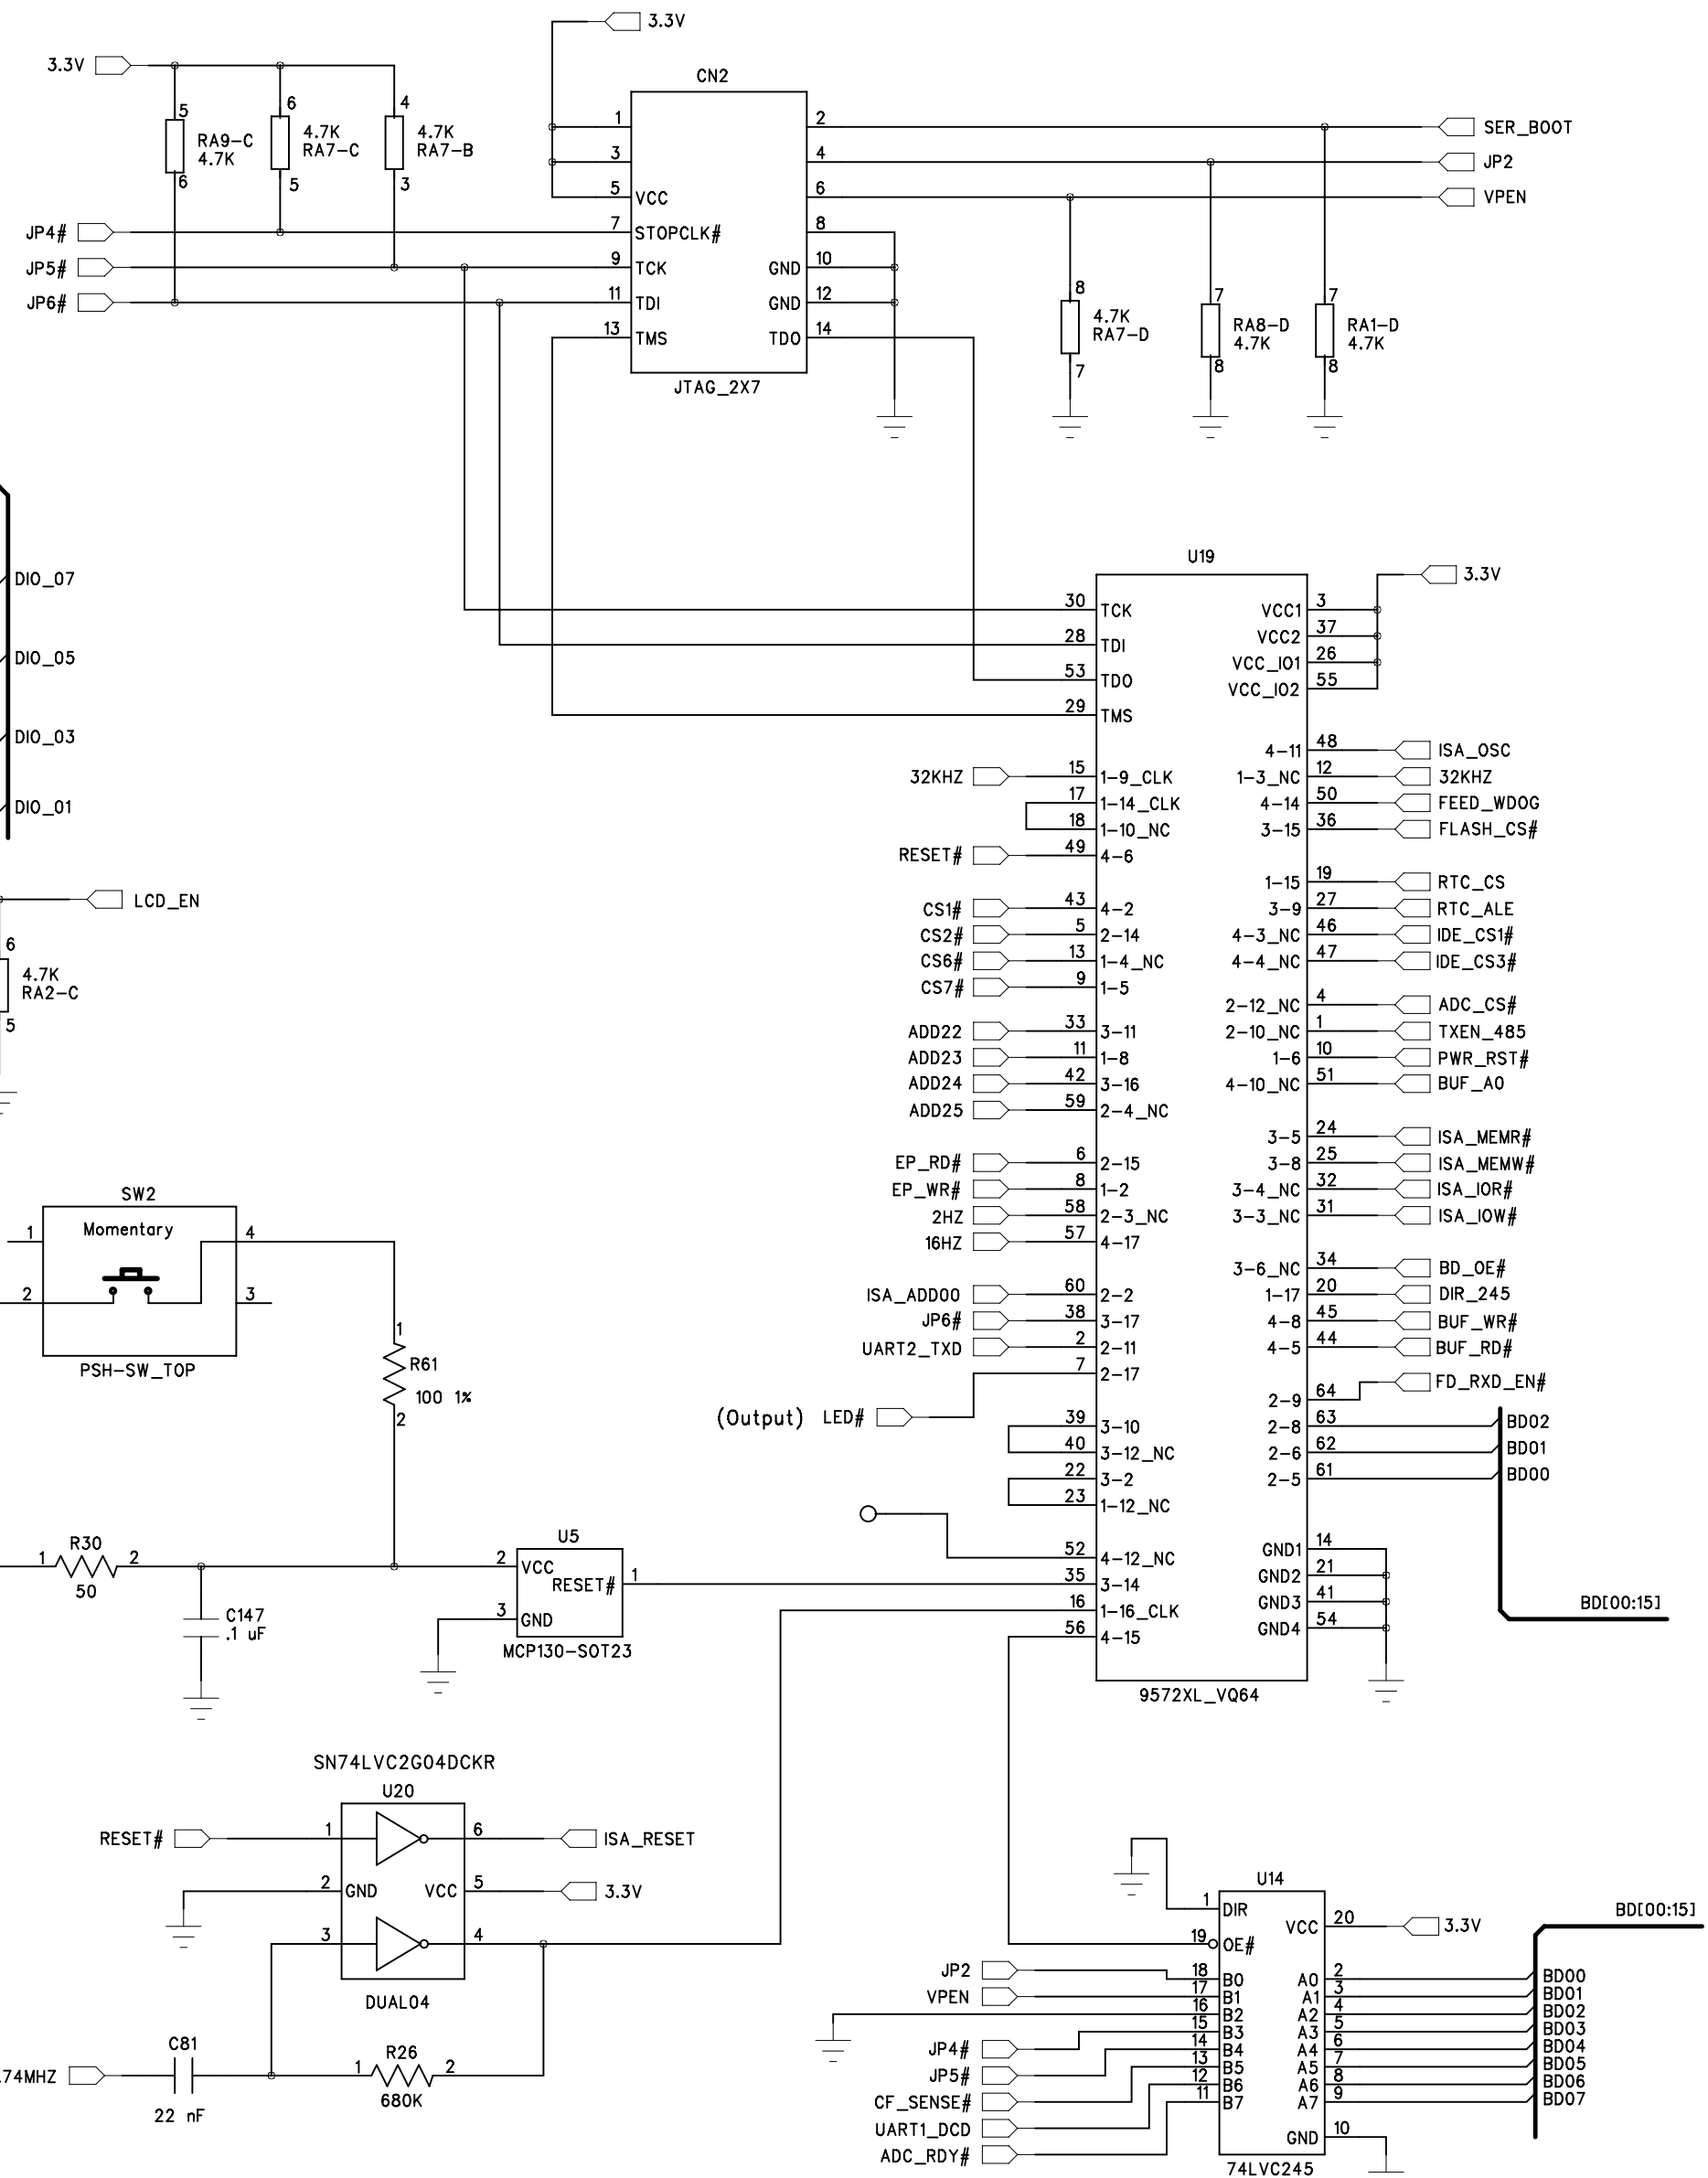 3.3V
3.3V
CN2
5
RA9-C
4.7K
6
6
4.7K
RA7-C
5
4
4.7K
RA7-B
3
JP4#
JP5#
JP6#
1
3
5 VCC
7 STOPCLK#
9 TCK
11 TDI
13 TMS
2
4
6
8
GND 10
GND 12
TDO 14
JTAG_2X7
SER_BOOT
JP2
VPEN
8
4.7K
RA7-D
7
7
RA8-D
4.7K
8
7
RA1-D
4.7K
8
DIO_07
DIO_05
DIO_03
DIO_01
LCD_EN
6
4.7K
RA2-C
5
U19
3.3V
30 TCK
28 TDI
53 TDO
29 TMS
VCC1 3
VCC2 37
VCC_IO1 26
VCC_IO2 55
32KHZ 15 1-9_CLK
17 1-14_CLK
18 1-10_NC
RESET# 49 4-6
CS1# 43 4-2
CS2# 5 2-14
CS6# 13 1-4_NC
CS7# 9 1-5
ADD22 33 3-11
ADD23 11 1-8
ADD24 42 3-16
ADD25 59 2-4_NC
EP_RD# 6 2-15
EP_WR# 8 1-2
2HZ 58 2-3_NC
16HZ 57 4-17
ISA_ADD00 60 2-2
JP6# 38 3-17
UART2_TXD 2 2-11
7 2-17
(Output) LED#
39 3-10
40 3-12_NC
22 3-2
23 1-12_NC
52 4-12_NC
35 3-14
16 1-16_CLK
56 4-15
4-11 48 ISA_OSC
1-3_NC 12 32KHZ
4-14 50 FEED_WDOG
3-15 36 FLASH_CS#
1-15 19 RTC_CS
3-9 27 RTC_ALE
4-3_NC 46 IDE_CS1#
4-4_NC 47 IDE_CS3#
2-12_NC 4 ADC_CS#
2-10_NC 1 TXEN_485
1-6 10 PWR_RST#
4-10_NC 51 BUF_A0
3-5 24 ISA_MEMR#
3-8 25 ISA_MEMW#
3-4_NC 32 ISA_IOR#
3-3_NC 31 ISA_IOW#
3-6_NC 34 BD_OE#
1-17 20 DIR_245
4-8 45 BUF_WR#
4-5 44 BUF_RD#
2-9 64 FD_RXD_EN#
2-8 63 BD02
2-6 62 BD01
2-5 61 BD00
GND1 14
GND2 21
GND3 41
GND4 54
BD[00:15]
9572XL_VQ64
SW2
1 Momentary 4
2 3
PSH-SW_TOP
1
R61
100 1%
2
R30
1 2
50
C147
.1 uF
U5
2 VCC
RESET# 1
3 GND
MCP130-SOT23
SN74LVC2G04DCKR
U20
RESET# 1 6 ISA_RESET
2 GND VCC 5 3.3V
3 4
DUAL04
C81
.74MHZ
22 nF
R26
1 2
680K
U14
1 DIR
VCC 20 3.3V
19 OE#
JP2 18 B0
VPEN 17 B1
16 B2
JP4# 15 B3
JP5# 14 B4
CF_SENSE# 13 B5
UART1_DCD 12 B6
ADC_RDY# 11 B7
A0 2 BD00
A1 3 BD01
A2 4 BD02
A3 5 BD03
A4 6 BD04
A5 7 BD05
A6 8 BD06
A7 9 BD07
GND 10
BD[00:15]
74LVC245